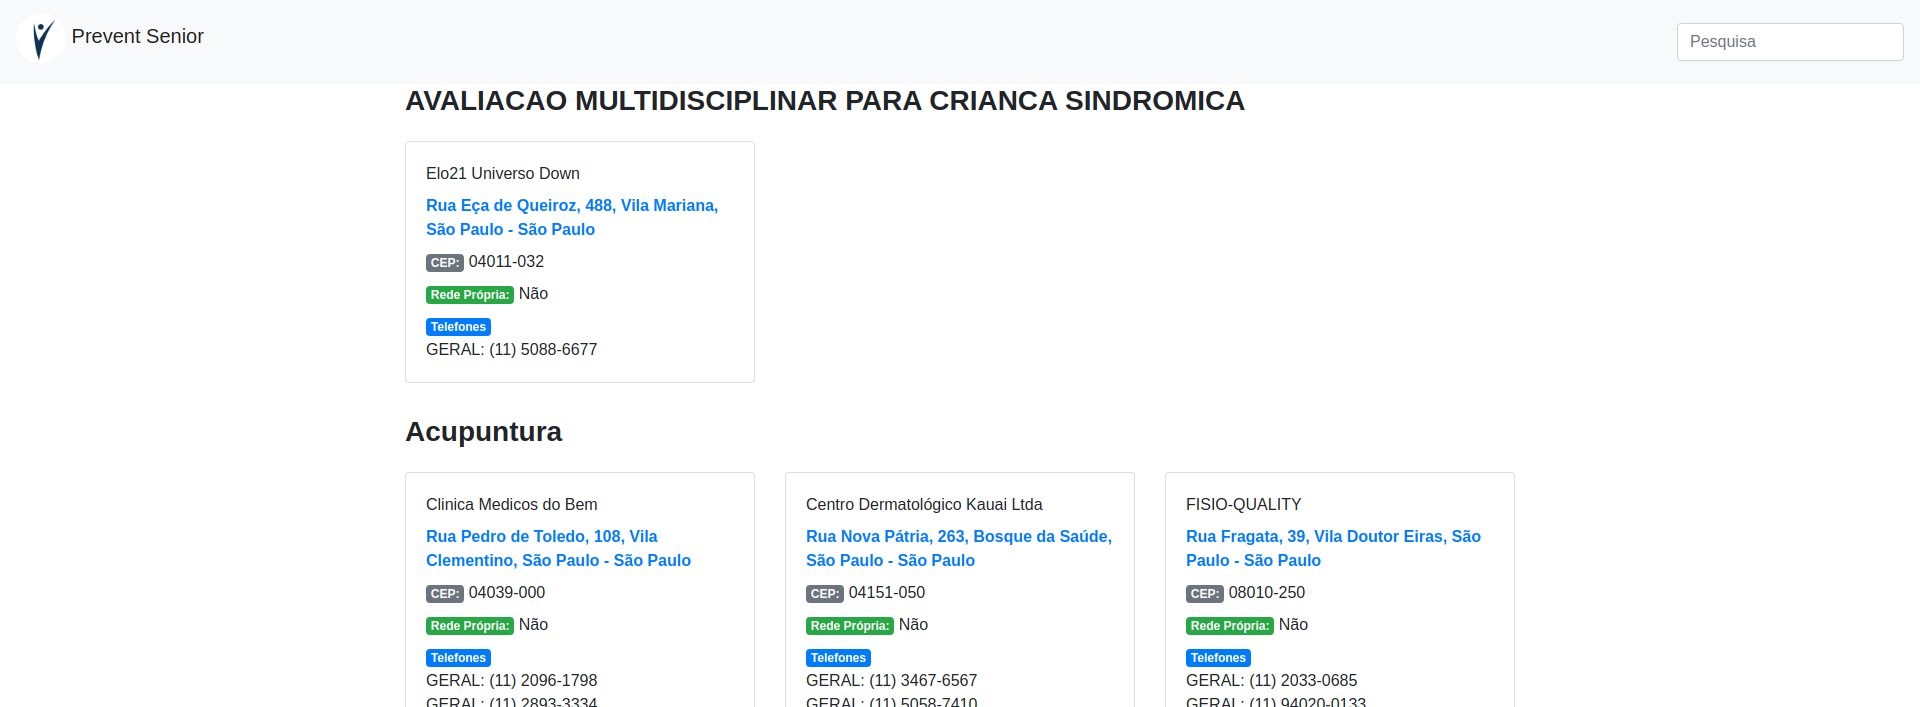 Prevent Senior
Pesquisa
AVALIACAO MULTIDISCIPLINAR PARA CRIANCA SINDROMICA
Elo21 Universo Down
Rua Eça de Queiroz, 488, Vila Mariana,
São Paulo - São Paulo
CEP: 04011-032
Rede Própria: Não
Telefones
GERAL: (11) 5088-6677
Acupuntura
Clinica Medicos do Bem
Rua Pedro de Toledo, 108, Vila
Clementino, São Paulo - São Paulo
CEP: 04039-000
Rede Própria: Não
Telefones
GERAL: (11) 2096-1798
GERAL: (11) 2893-3334
Centro Dermatológico Kauai Ltda
Rua Nova Pátria, 263, Bosque da Saúde,
São Paulo - São Paulo
CEP: 04151-050
Rede Própria: Não
Telefones
GERAL: (11) 3467-6567
GERAL: (11) 5058-7410
FISIO-QUALITY
Rua Fragata, 39, Vila Doutor Eiras, São
Paulo - São Paulo
CEP: 08010-250
Rede Própria: Não
Telefones
GERAL: (11) 2033-0685
GERAL: (11) 94020-0133